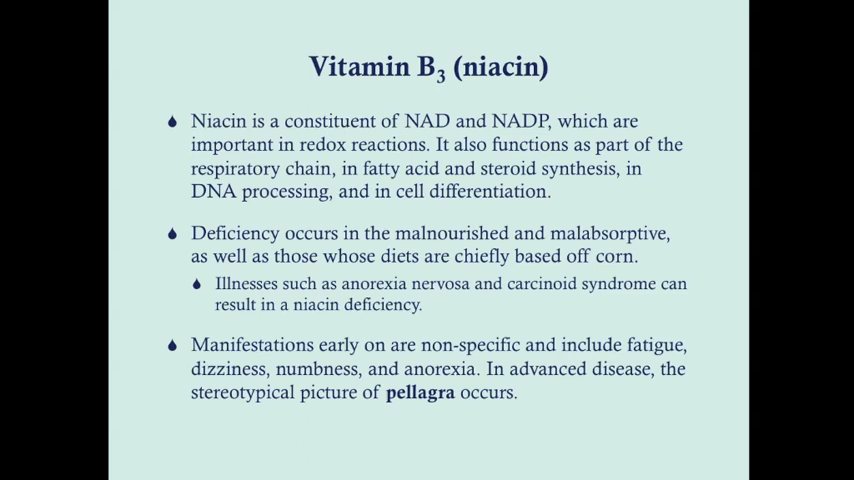 Vitamin B₃ (niacin)
Niacin is a constituent of NAD and NADP, which are
important in redox reactions. It also functions as part of the
respiratory chain, in fatty acid and steroid synthesis, in
DNA processing, and in cell differentiation.
Deficiency occurs in the malnourished and malabsorptive,
as well as those whose diets are chiefly based off corn.
Illnesses such as anorexia nervosa and carcinoid syndrome can
result in a niacin deficiency.
Manifestations early on are non-specific and include fatigue,
dizziness, numbness, and anorexia. In advanced disease, the
stereotypical picture of pellagra occurs.